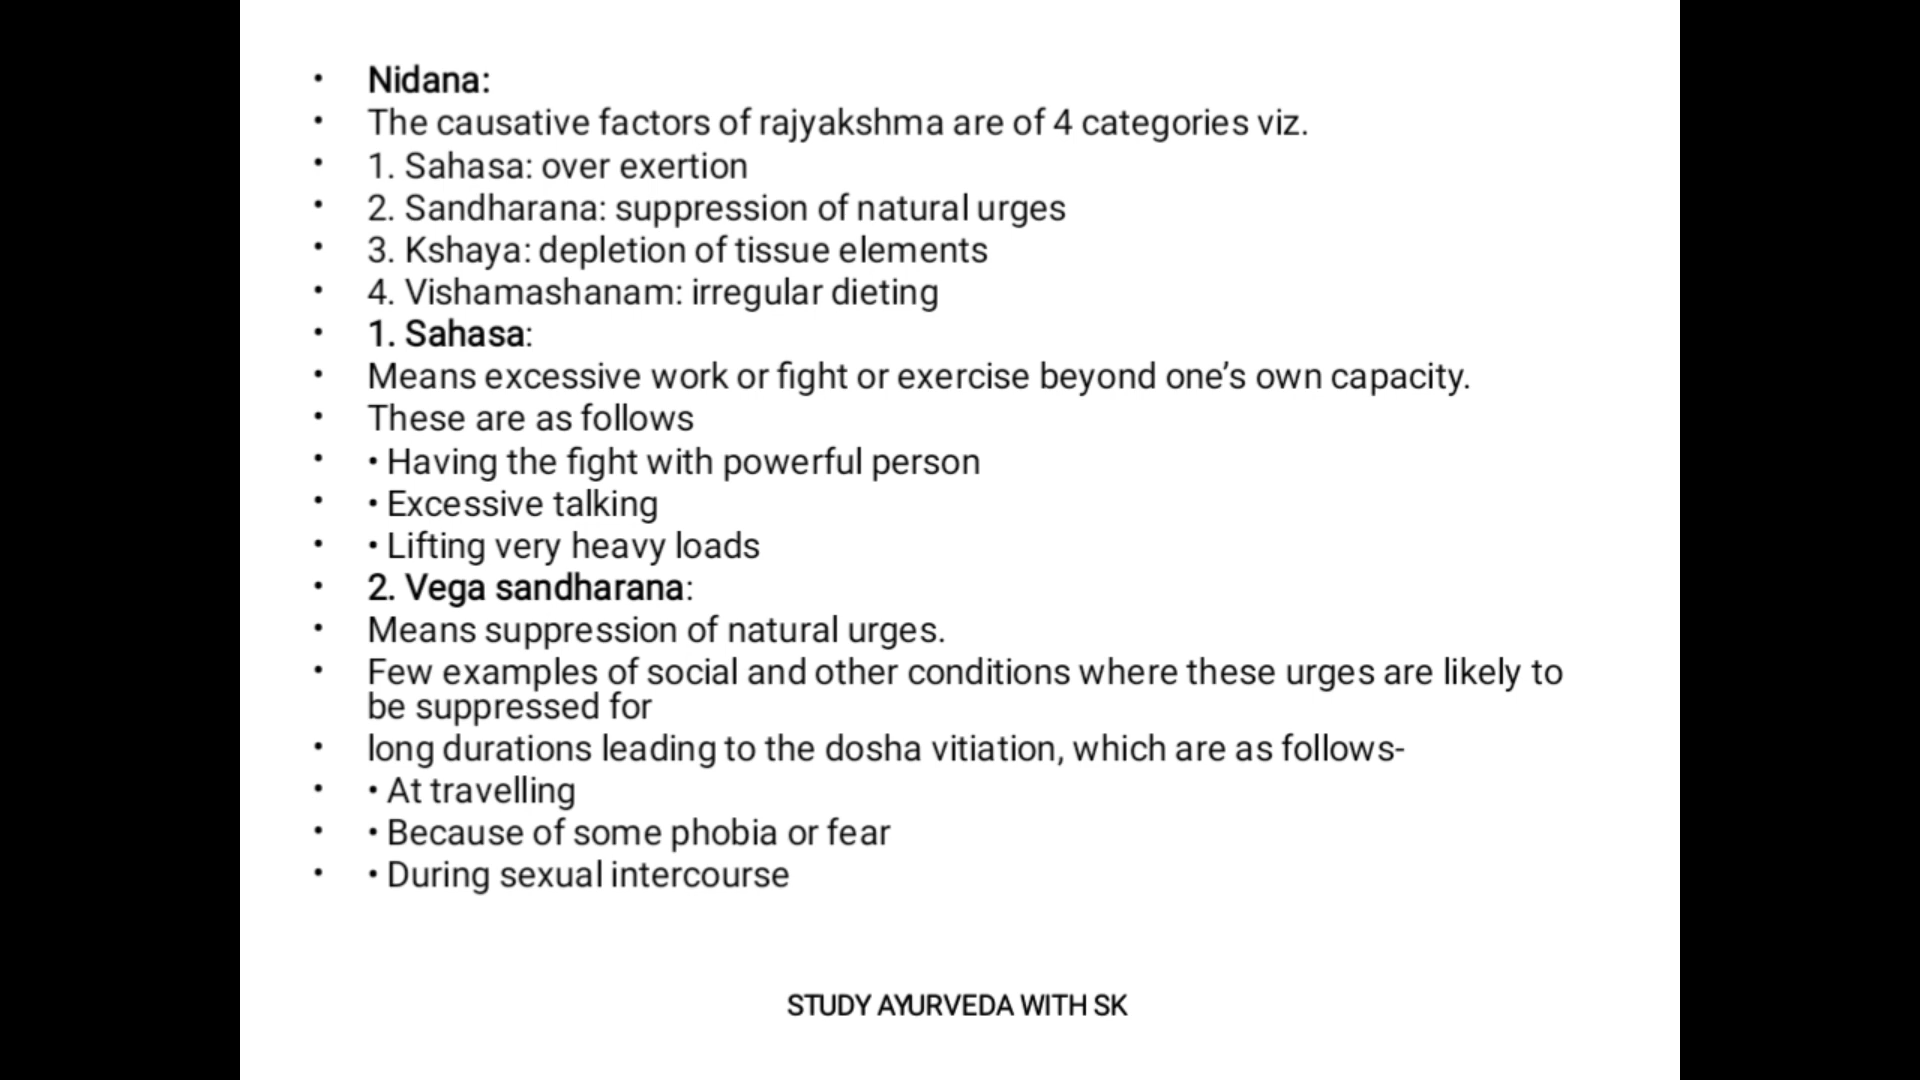 • Nidana:
• The causative factors of rajyakshma are of 4 categories viz.
• 1. Sahasa: over exertion
• 2. Sandharana: suppression of natural urges
• 3. Kshaya: depletion of tissue elements
• 4. Vishamashanam: irregular dieting
• 1. Sahasa:
• Means excessive work or fight or exercise beyond one’s own capacity.
• These are as follows
• • Having the fight with powerful person
• • Excessive talking
• • Lifting very heavy loads
• 2. Vega sandharana:
• Means suppression of natural urges.
• Few examples of social and other conditions where these urges are likely to
be suppressed for
• long durations leading to the dosha vitiation, which are as follows-
• • At travelling
• • Because of some phobia or fear
• • During sexual intercourse
STUDY AYURVEDA WITH SK